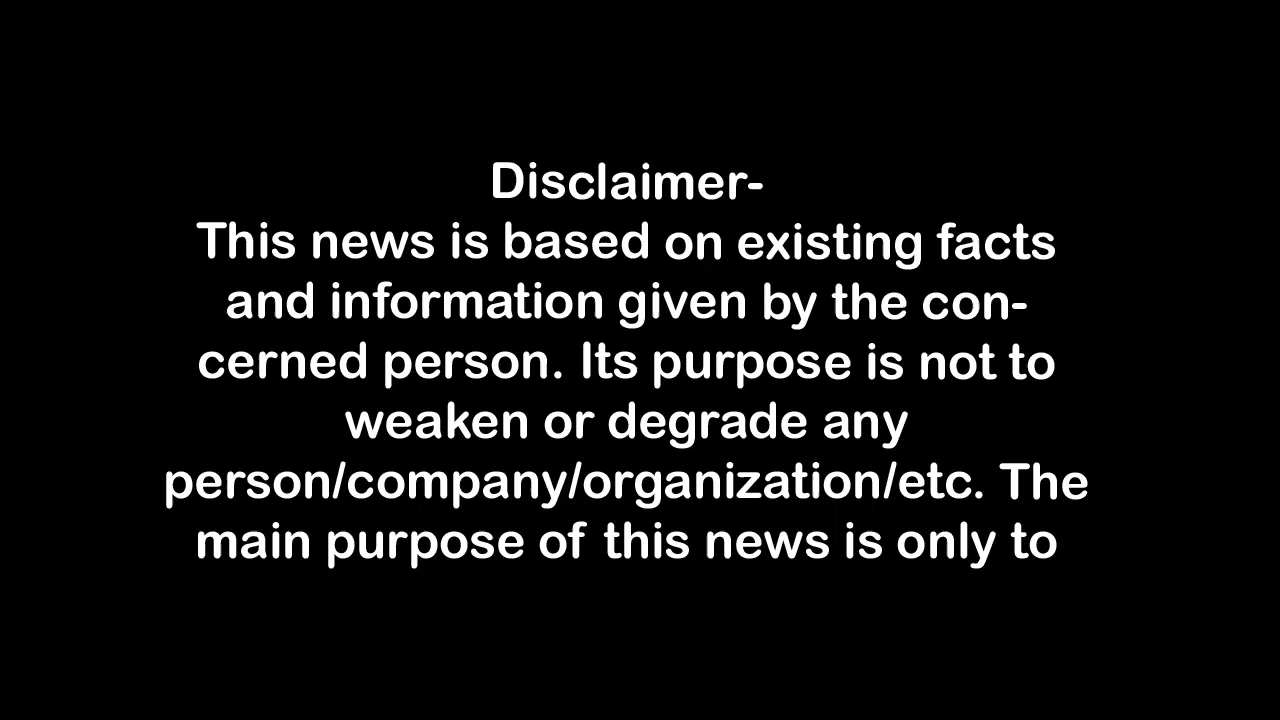 Disclaimer-
This news is based on existing facts
and information given by the con-
cerned person. Its purpose is not to
weaken or degrade any
person/company/organization/etc. The
main purpose of this news is only to